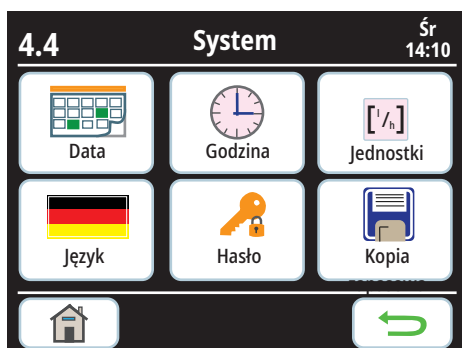 4.4
System
Śr
14:10
Data
Godzina
[l/h]
Jednostki
Język
Hasło
Kopia